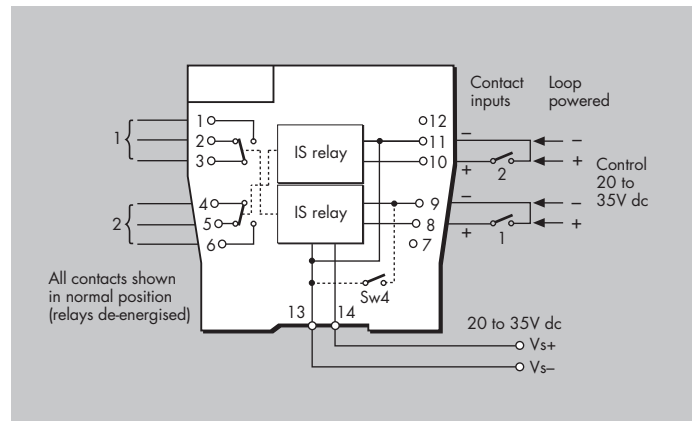 Contact inputs
Loop powered
1
1
2
3
IS relay
12
11
10
−
+
2
−
+
Control 20 to 35V dc
2
4
5
6
IS relay
9
8
7
−
+
1
−
+
All contacts shown
in normal position
(relays de-energised)
Sw4
13
14
20 to 35V dc
Vs+
Vs–